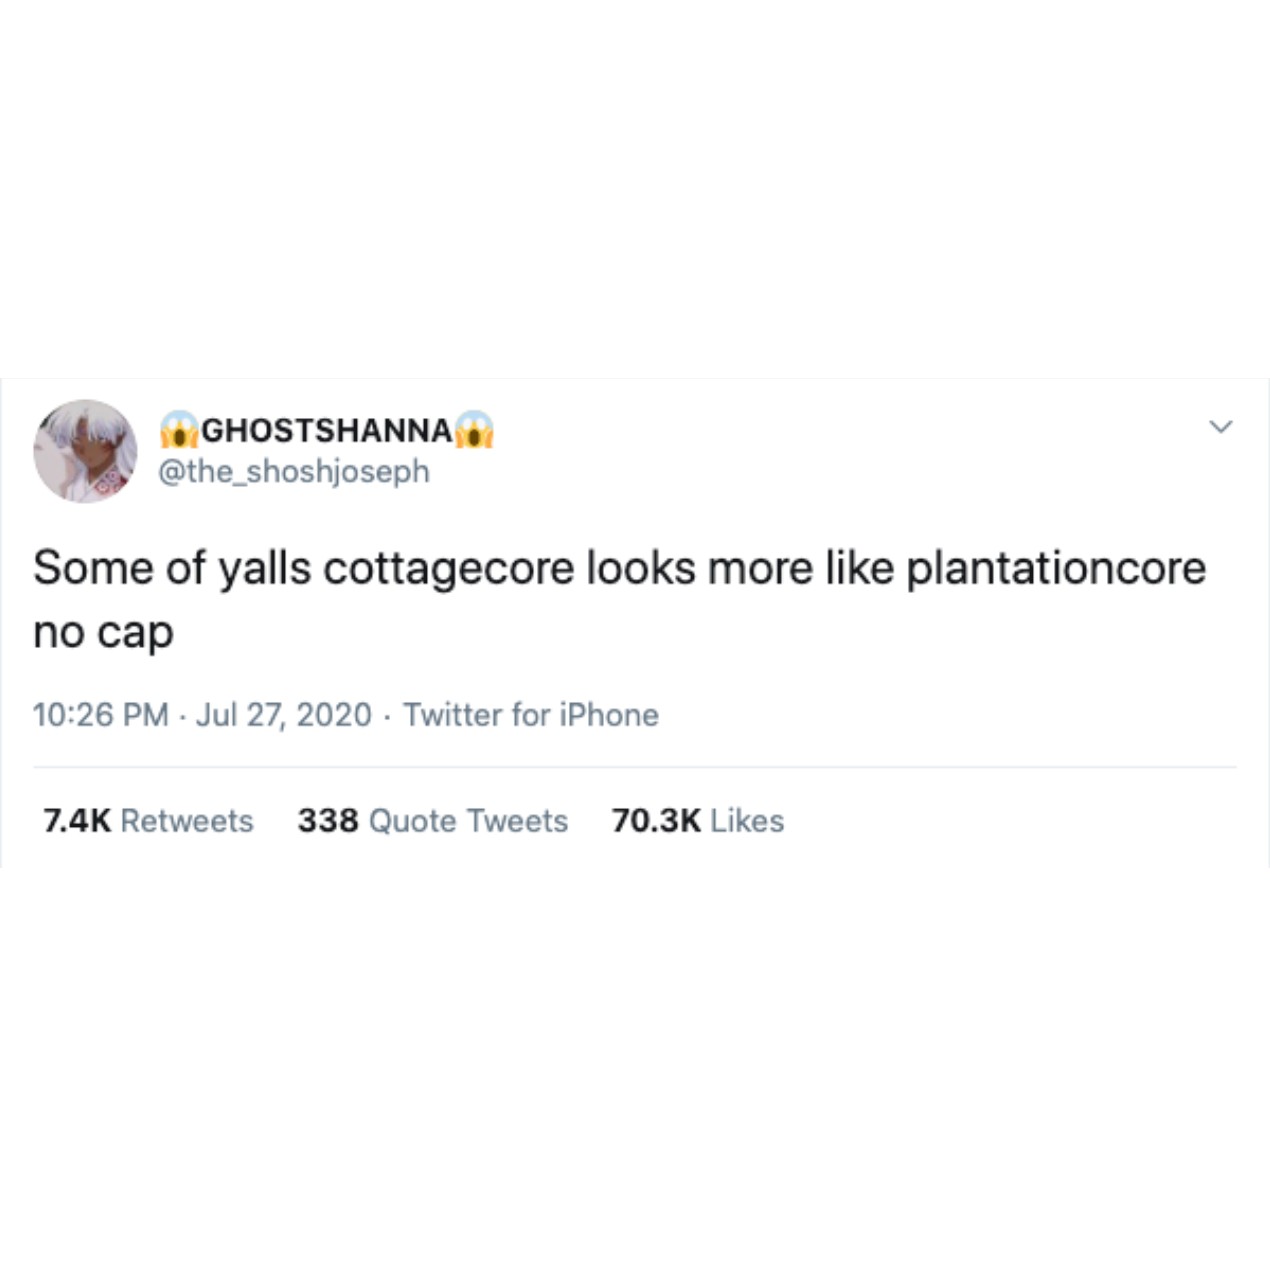 😱GHOSTSHANNA😱
@the_shoshjoseph
Some of yalls cottagecore looks more like plantationcore
no cap
10:26 PM · Jul 27, 2020 · Twitter for iPhone
7.4K Retweets 338 Quote Tweets 70.3K Likes